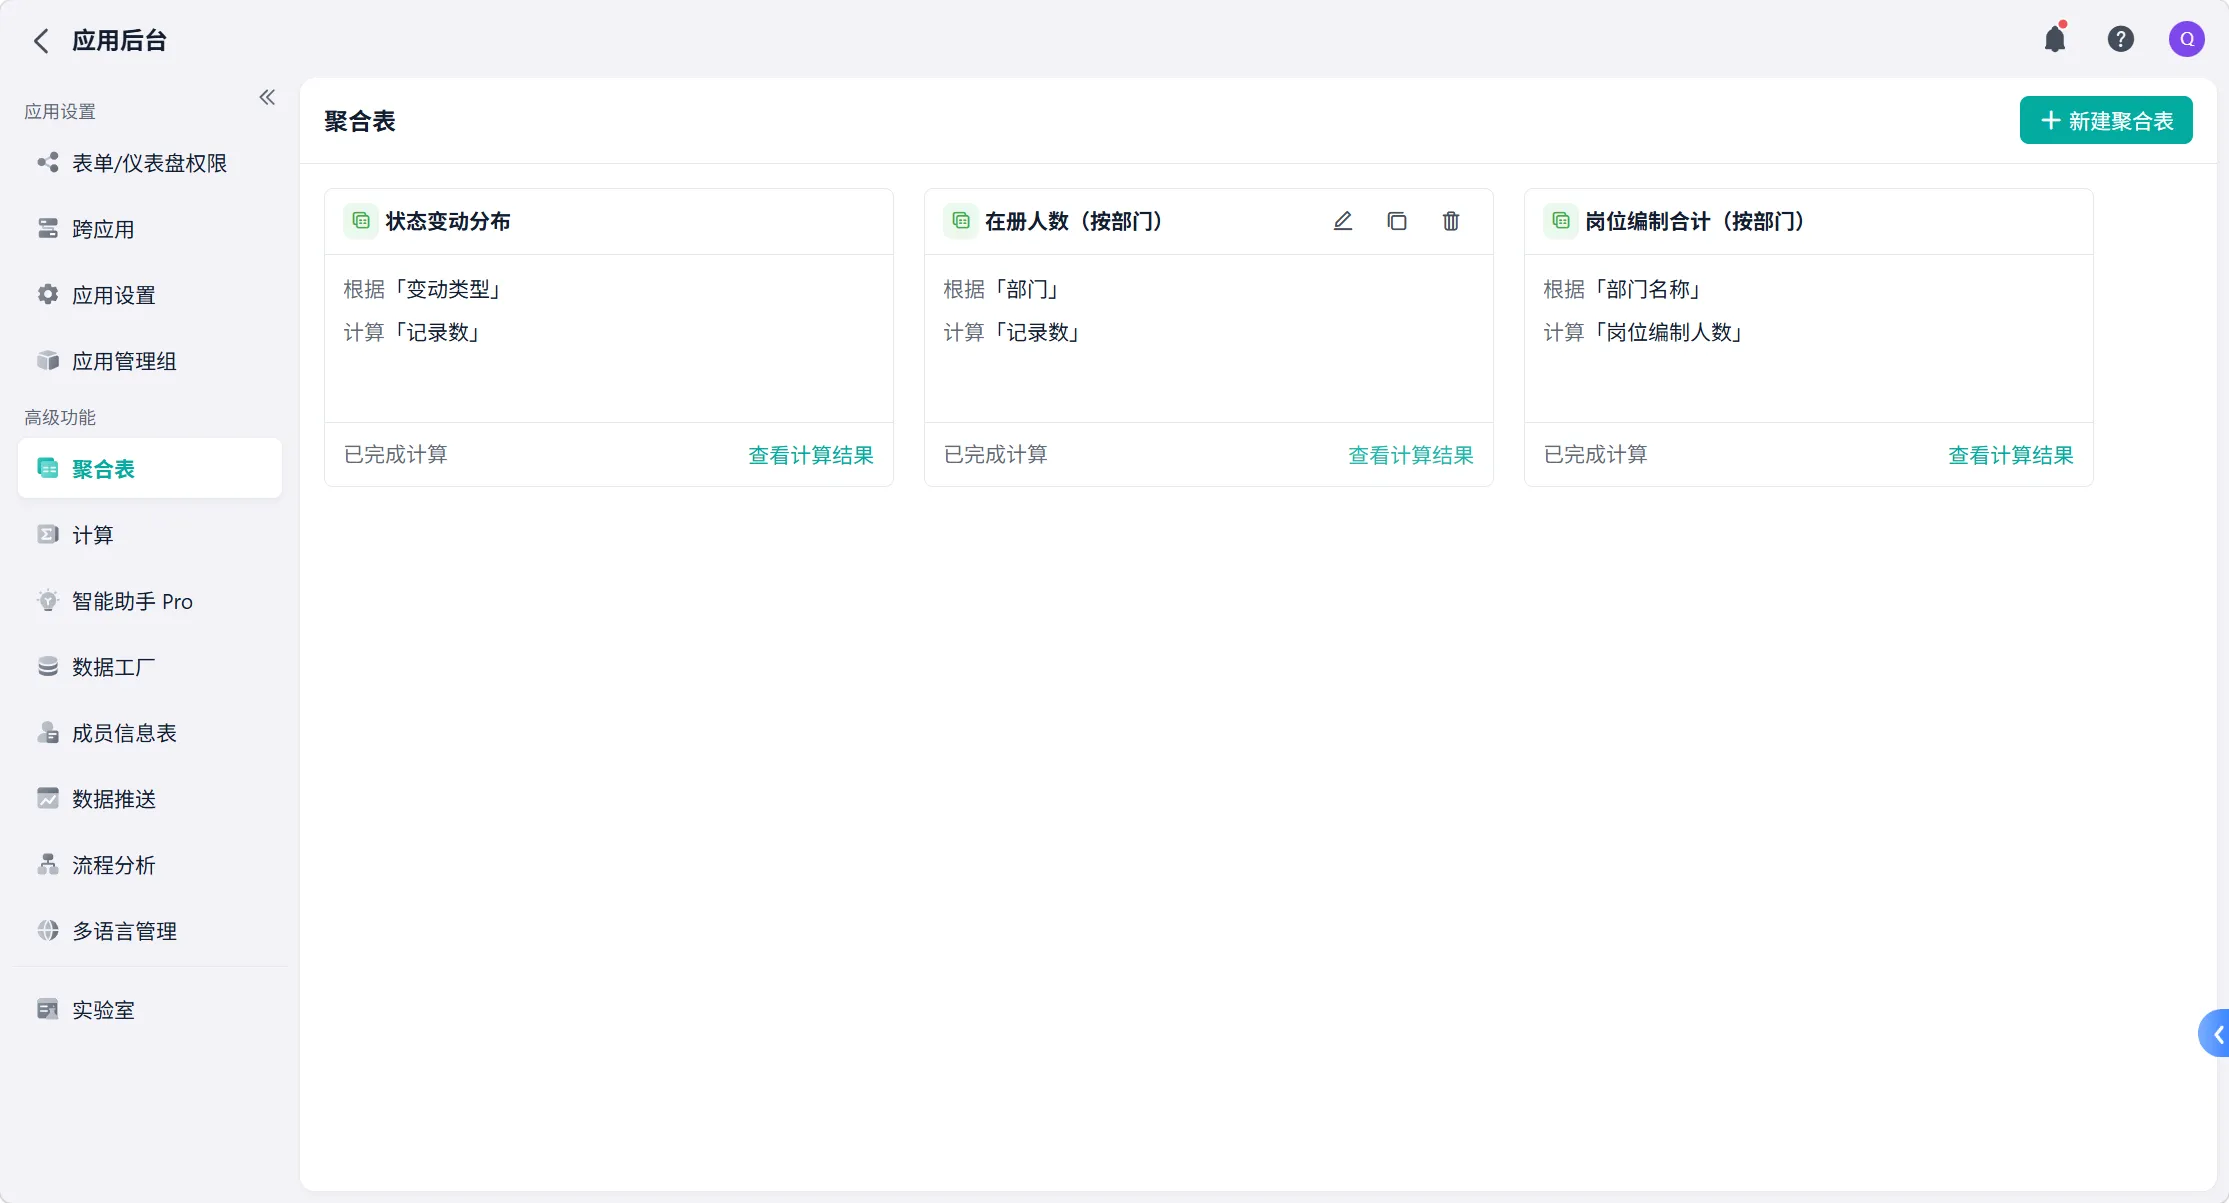 应用后台
Q
应用设置
表单/仪表盘权限
跨应用
应用设置
应用管理组
高级功能
聚合表
计算
智能助手 Pro
数据工厂
成员信息表
数据推送
流程分析
多语言管理
实验室
聚合表
新建聚合表
状态变动分布
根据「变动类型」
计算「记录数」
已完成计算
查看计算结果
在册人数（按部门）
根据「部门」
计算「记录数」
已完成计算
查看计算结果
岗位编制合计（按部门）
根据「部门名称」
计算「岗位编制人数」
已完成计算
查看计算结果